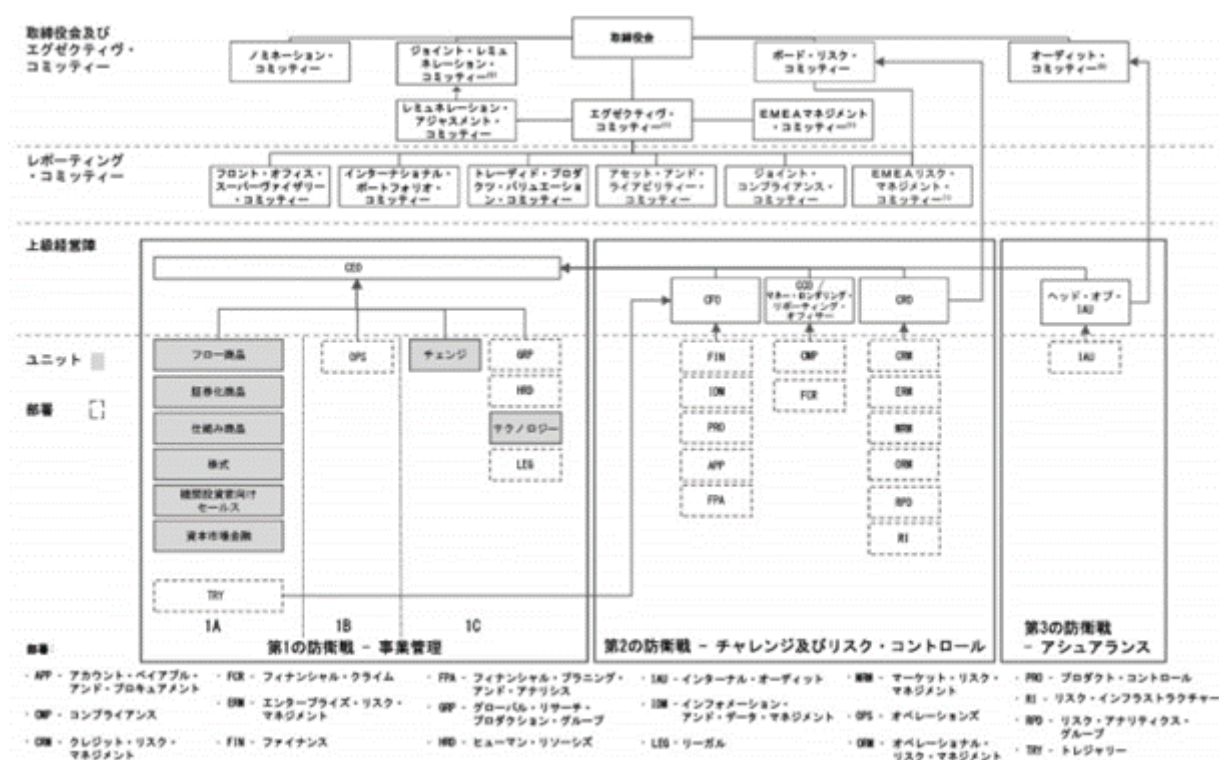 取締役会及び
エグゼクティヴ・
コミッティー
取締役会
ノミネーション・
コミッティー
ジョイント・レミュ
ネレーション・
コミッティー
ボード・リスク・
コミッティー
オーディット・
コミッティー
レミュネレーション・
アジャスメント・
コミッティー
エグゼクティヴ・
コミッティー
EMEAマネジメント
・コミッティー
レポーティング
・コミッティー
フロント・オフィス・
スーパーヴァイザリー
・コミッティー
インターナショナル・
ポートフォリオ・
コミッティー
トレーディド・プロダ
クツ・バリュエーショ
ン・コミッティー
アセット・アンド・
ライアビリティー・
コミッティー
ジョイント・
コンプライアンス・
コミッティー
EMEAリスク・
マネジメント・
コミッティー
上級経営陣
CEO
CFO
CCO /
マネー・ロンダリング・
リポーティング・
オフィサー
CRO
ヘッド・オブ・
IAU
ユニット
部署
フロー商品
証券化商品
仕組み商品
株式
機関投資家向け
セールス
資本市場金融
TRY
OPS
チェンジ
GRP
HRD
テクノロジー
LEG
FIN
IDM
PRO
APP
FPA
CMP
FCR
CRM
ERM
MRM
ORM
RPD
RI
IAU
1A
1B
1C
第1の防衛戦 - 事業管理
第2の防衛戦 - チャレンジ及びリスク・コントロール
第3の防衛戦
- アシュアランス
部署:
・APP - アカウント・ペイアブル・
アンド・プロキュアメント
・CMP - コンプライアンス
・CRM - クレジット・リスク・
マネジメント
・FCR - フィナンシャル・クライム
・ERM - エンタープライズ・リスク・
マネジメント
・FIN - ファイナンス
・FPA - フィナンシャル・プラニング・
アンド・アナリシス
・GRP - グローバル・リサーチ・
プロダクション・グループ
・HRD - ヒューマン・リソーシズ
・IAU - インターナル・オーディット
・IDM - インフォメーション・
アンド・データ・マネジメント
・LEG - リーガル
・MRM - マーケット・リスク・
マネジメント
・OPS - オペレーションズ
・ORM - オペレーショナル・
リスク・マネジメント
・PRO - プロダクト・コントロール
・RI - リスク・インフラストラクチャー
・RPD - リスク・アナリティクス・
グループ
・TRY - トレジャリー